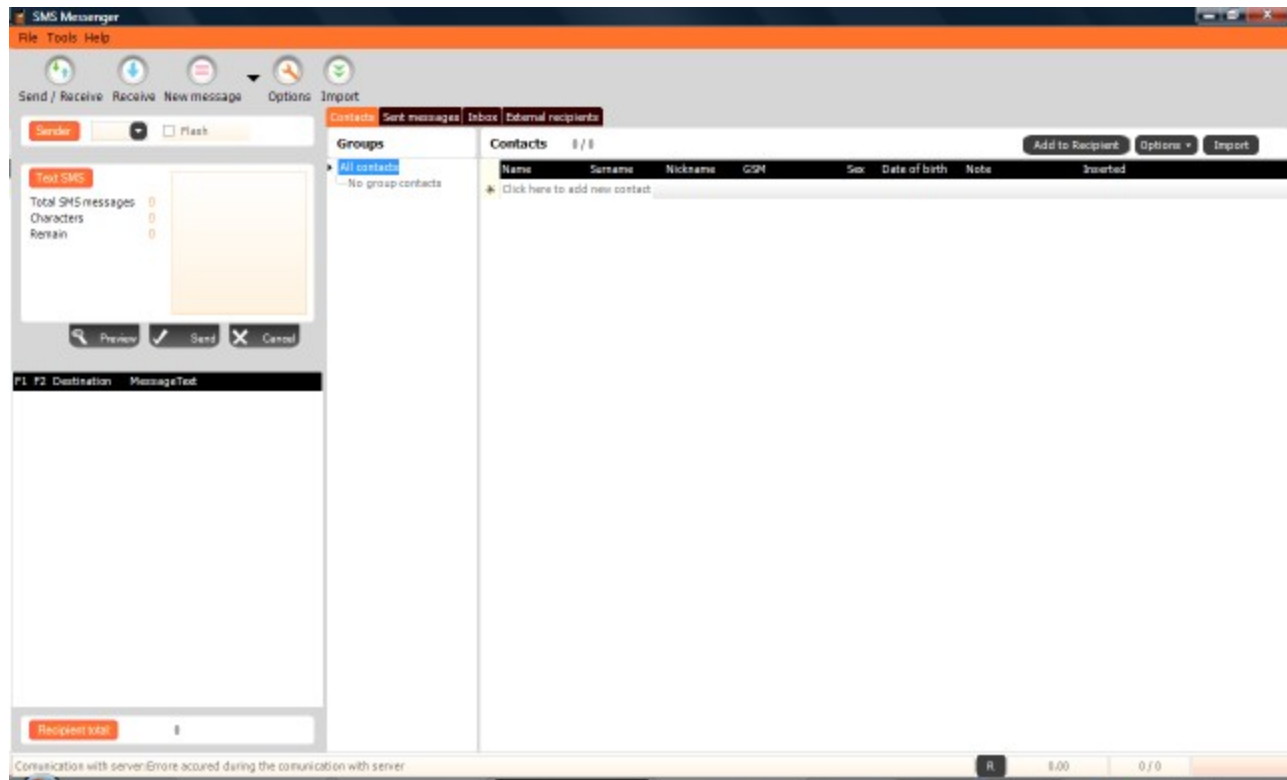 SMS Messenger
File Tools Help
Send / Receive Receive New message Options Import
Contacts Sent messages Inbox External recipients
Sender Flash
Groups
Contacts
Add to Recipient Options Import
All contacts
No group contacts
Name Surname Nickname GSM Sex Date of birth Note Inserted
Click here to add new contact
Text SMS
Total SMS messages 0
Characters 0
Remain 0
Preview Send Cancel
F1 F2 Destination MessageText
Recipient total
Comunication with server:Errore accured during the comunication with server
R 0/0